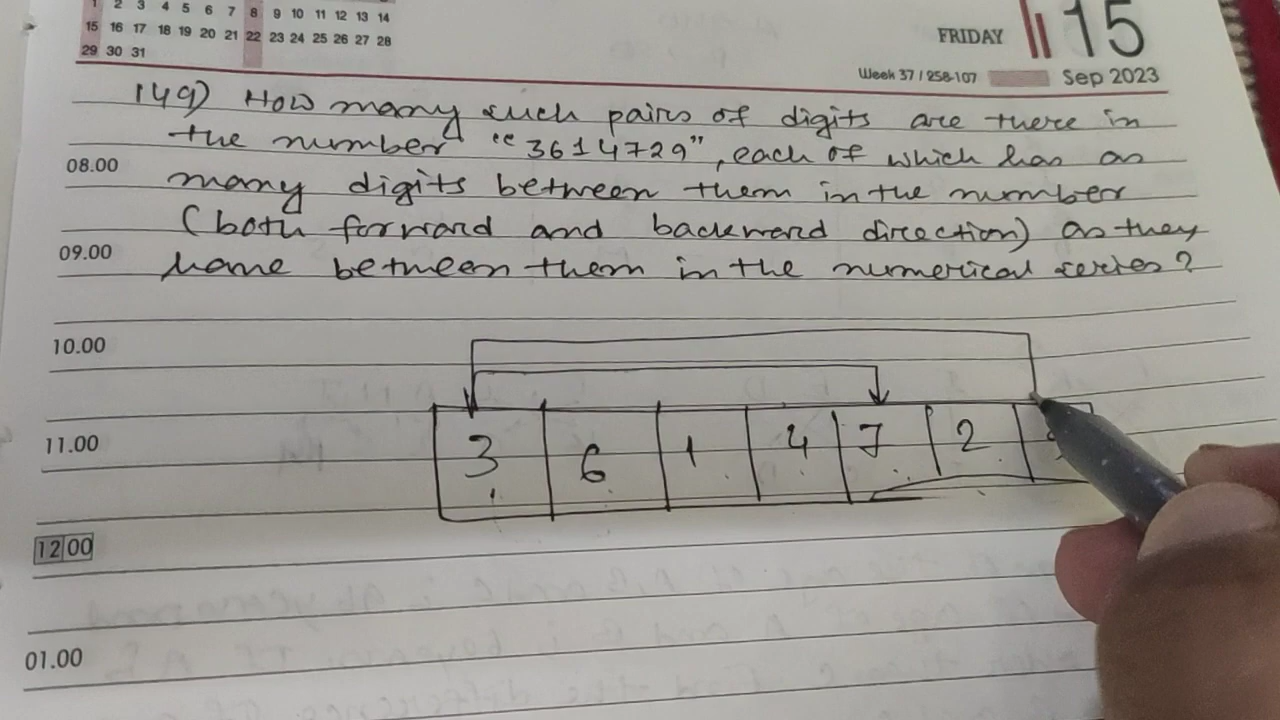 1 2 3 4 5 6 7 8 9 10 11 12 13 14
15 16 17 18 19 20 21 22 23 24 25 26 27 28
29 30 31
FRIDAY 15
Week 37 / 258-107 Sep 2023
149) How many such pairs of digits are there in
the number "3614729", each of which has as
08.00
many digits between them in the number
(both forward and backward direction) as they
09.00
have between them in the numerical series?
10.00
11.00
3 6 1 4 7 2
12 00
01.00